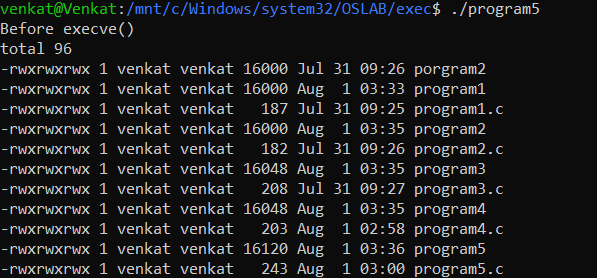 venkat@Venkat:/mnt/c/Windows/system32/OSLAB/exec$ ./program5
Before execve()
total 96
-rwxrwxrwx 1 venkat venkat 16000 Jul 31 09:26 porgram2
-rwxrwxrwx 1 venkat venkat 16000 Aug  1 03:33 program1
-rwxrwxrwx 1 venkat venkat   187 Jul 31 09:25 program1.c
-rwxrwxrwx 1 venkat venkat 16000 Aug  1 03:35 program2
-rwxrwxrwx 1 venkat venkat   182 Jul 31 09:26 program2.c
-rwxrwxrwx 1 venkat venkat 16048 Aug  1 03:35 program3
-rwxrwxrwx 1 venkat venkat   208 Jul 31 09:27 program3.c
-rwxrwxrwx 1 venkat venkat 16048 Aug  1 03:35 program4
-rwxrwxrwx 1 venkat venkat   203 Aug  1 02:58 program4.c
-rwxrwxrwx 1 venkat venkat 16120 Aug  1 03:36 program5
-rwxrwxrwx 1 venkat venkat   243 Aug  1 03:00 program5.c